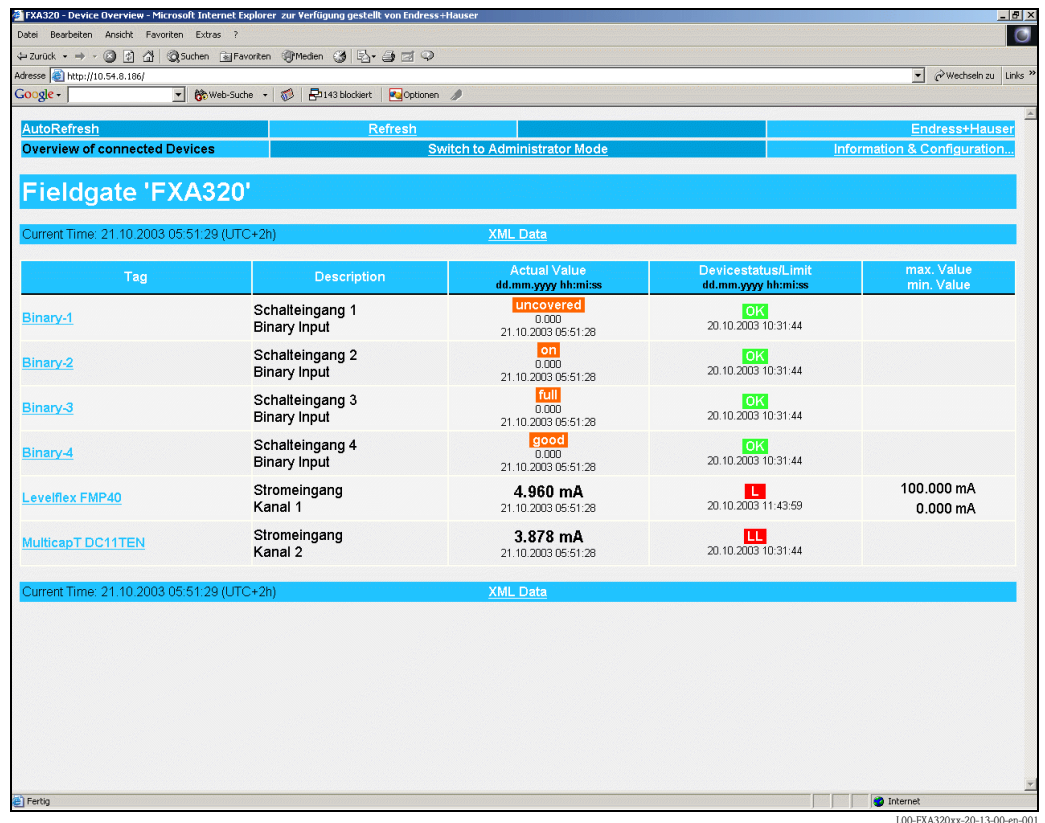 FXA320 - Device Overview - Microsoft Internet Explorer zur Verfügung gestellt von Endress+Hauser
Datei Bearbeiten Ansicht Favoriten Extras ?
Zurück Suchen Favoriten Medien
Adresse http://10.54.8.186/ Wechseln zu Links »
Google - Web-Suche 143 blockiert Optionen
AutoRefresh Refresh Endress+Hauser
Overview of connected Devices Switch to Administrator Mode Information & Configuration...
Fieldgate 'FXA320'
Current Time: 21.10.2003 05:51:29 (UTC+2h) XML Data
Tag Description Actual Value Devicestatus/Limit max. Value
dd.mm.yyyy hh:mi:ss dd.mm.yyyy hh:mi:ss min. Value
Binary-1 Schalteingang 1 uncovered OK
Binary Input 0.000 20.10.2003 10:31:44
21.10.2003 05:51:28
Binary-2 Schalteingang 2 on OK
Binary Input 0.000 20.10.2003 10:31:44
21.10.2003 05:51:28
Binary-3 Schalteingang 3 full OK
Binary Input 0.000 20.10.2003 10:31:44
21.10.2003 05:51:28
Binary-4 Schalteingang 4 good OK
Binary Input 0.000 20.10.2003 10:31:44
21.10.2003 05:51:28
Levelflex FMP40 Stromeingang 4.960 mA L 100.000 mA
Kanal 1 21.10.2003 05:51:28 20.10.2003 11:43:59 0.000 mA
MulticapT DC11TEN Stromeingang 3.878 mA LL
Kanal 2 21.10.2003 05:51:28 20.10.2003 10:31:44
Current Time: 21.10.2003 05:51:29 (UTC+2h) XML Data
Fertig Internet
L00-FXA320xx-20-13-00-en-001